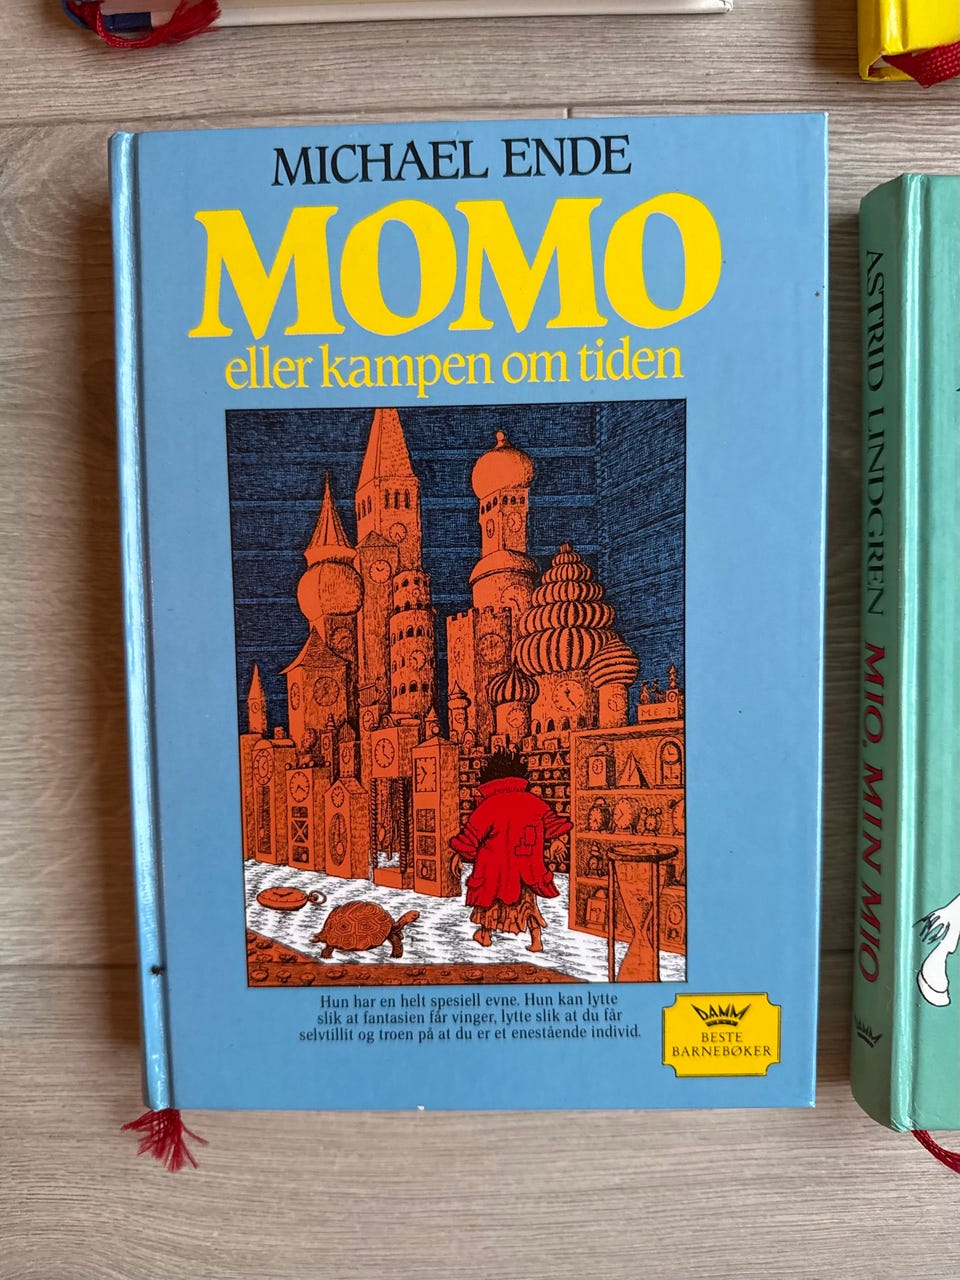 MICHAEL ENDE
MOMO
eller kampen om tiden
M.E. 73
Hun har en helt spesiell evne. Hun kan lytte
slik at fantasien får vinger, lytte slik at du får
selvtillit og troen på at du er et enestående individ.
DAMM
BESTE
BARNEBØKER
ASTRID LINDGREN MIO, MIN MIO
DAMM